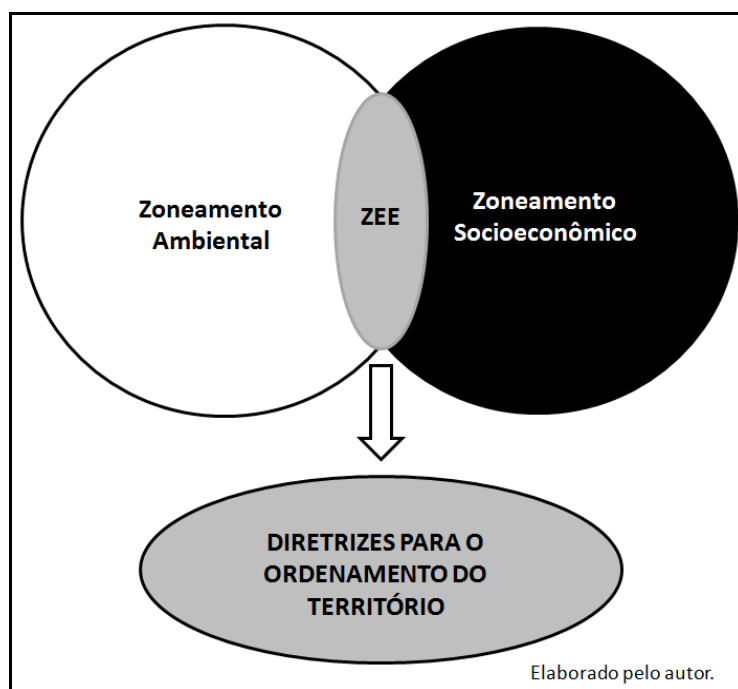 Zoneamento
Ambiental
ZEE
Zoneamento
Socioeconômico
DIRETRIZES PARA O
ORDENAMENTO DO
TERRITÓRIO
Elaborado pelo autor.